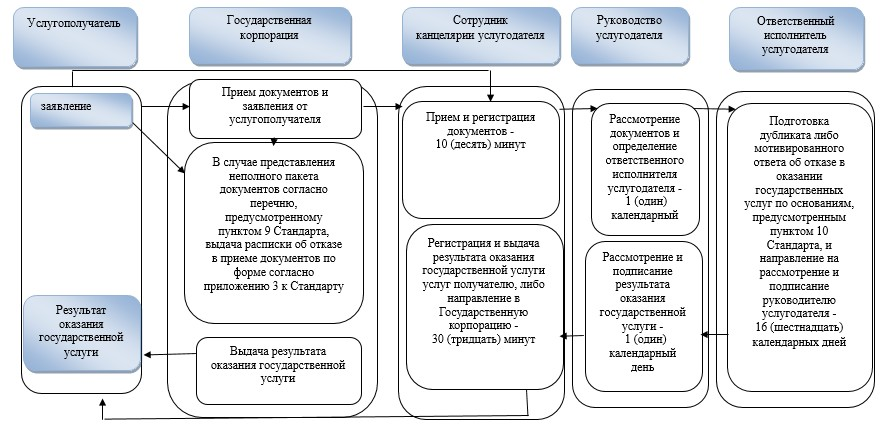 Услугополучатель
Государственная
корпорация
Сотрудник
канцелярии услугодателя
Руководство
услугодателя
Ответственный
исполнитель
услугодателя
заявление
Прием документов и
заявления от
услугополучателя
В случае представления
неполного пакета
документов согласно
перечню,
предусмотренному
пунктом 9 Стандарта,
выдача расписки об отказе
в приеме документов по
форме согласно
приложению 3 к Стандарту
Прием и регистрация
документов -
10 (десять) минут
Рассмотрение
документов и
определение
ответственного
исполнителя
услугодателя -
1 (один)
календарный
Подготовка
дубликата либо
мотивированного
ответа об отказе в
оказании
государственных
услуг по основаниям,
предусмотренным
пунктом 10
Стандарта, и
направление на
рассмотрение и
подписание
руководителю
услугодателя -
16 (шестнадцать)
календарных дней
Регистрация и выдача
результата оказания
государственной услуги
услуг получателю, либо
направление в
Государственную
корпорацию -
30 (тридцать) минут
Рассмотрение и
подписание
результата
оказания
государственной
услуги -
1 (один)
календарный
день
Результат
оказания
государственной
услуги
Выдача результата
оказания государственной
услуги